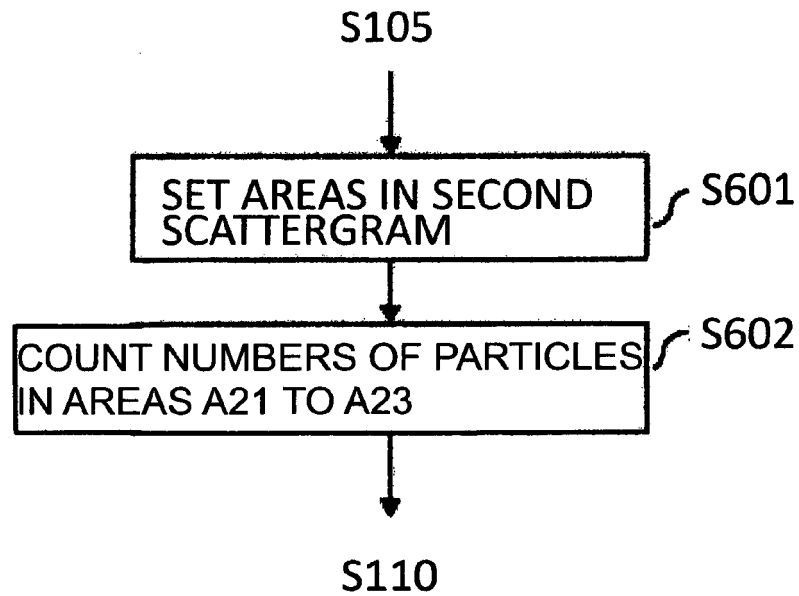 S105
SET AREAS IN SECOND
SCATTERGRAM
S601
COUNT NUMBERS OF PARTICLES
IN AREAS A21 TO A23
S602
S110